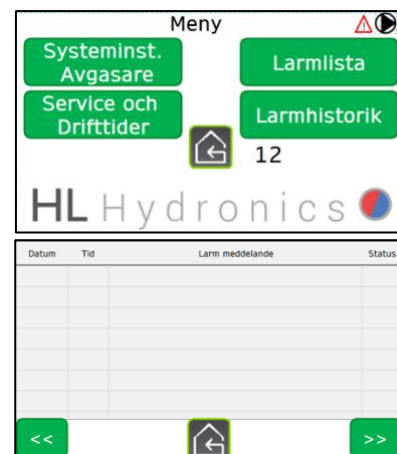 Meny
Systeminst.
Avgasare
Larmlista
Service och
Drifttider
Larmhistorik
12
HL Hydronics
Datum Tid Larm meddelande Status
<< >>